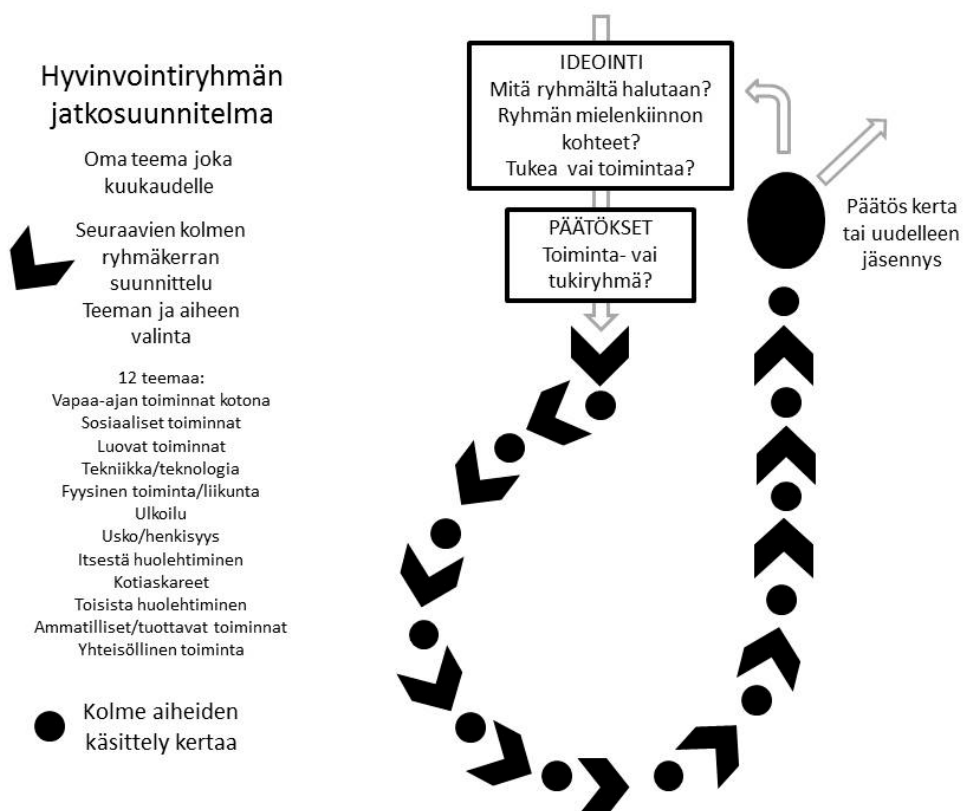 Hyvinvointiryhmän
jatkosuunnitelma
Oma teema joka
kuukaudelle
Seuraavien kolmen
ryhmäkerran
suunnittelu
Teeman ja aiheen
valinta
12 teemaa:
Vapaa-ajan toiminnat kotona
Sosiaaliset toiminnat
Luovat toiminnat
Tekniikka/teknologia
Fyysinen toiminta/liikunta
Ulkoilu
Usko/henkisyys
Itsestä huolehtiminen
Kotiaskareet
Toisista huolehtiminen
Ammatilliset/tuottavat toiminnat
Yhteisöllinen toiminta
Kolme aiheiden
käsittely kertaa
IDEOINTI
Mitä ryhmältä halutaan?
Ryhmän mielenkiinnon
kohteet?
Tukea vai toimintaa?
PÄÄTÖKSET
Toiminta- vai
tukiryhmä?
Päätös kerta
tai uudelleen
jäsennys